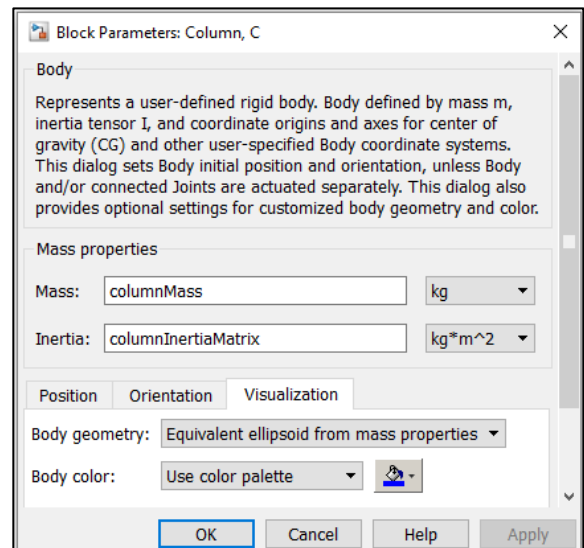 Block Parameters: Column, C
Body
Represents a user-defined rigid body. Body defined by mass m,
inertia tensor I, and coordinate origins and axes for center of
gravity (CG) and other user-specified Body coordinate systems.
This dialog sets Body initial position and orientation, unless Body
and/or connected Joints are actuated separately. This dialog also
provides optional settings for customized body geometry and color.
Mass properties
Mass: columnMass kg
Inertia: columnInertiaMatrix kg*m^2
Position Orientation Visualization
Body geometry: Equivalent ellipsoid from mass properties
Body color: Use color palette
OK Cancel Help Apply